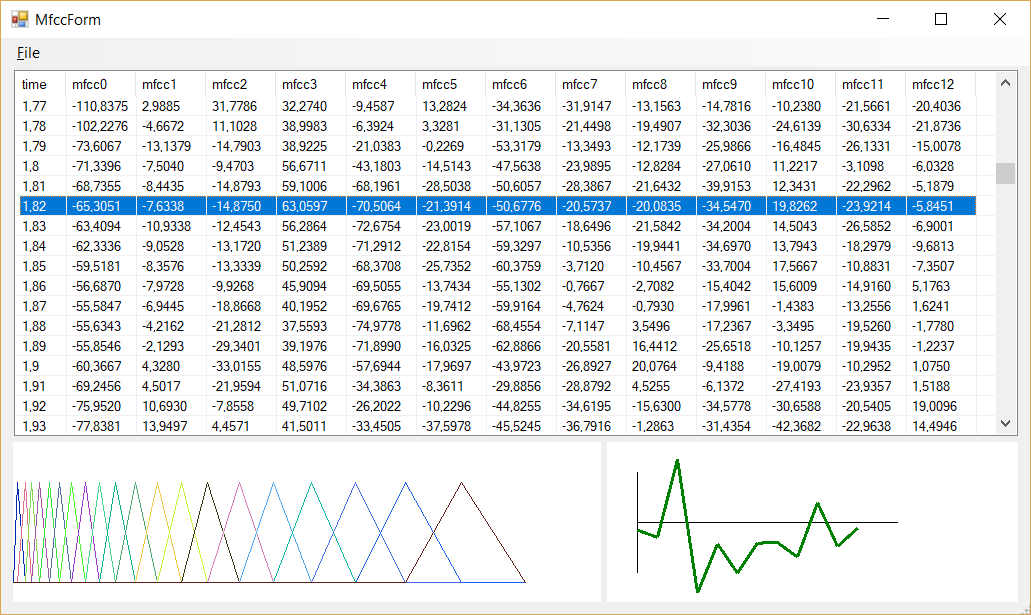 MfccForm
File
time mfcc0 mfcc1 mfcc2 mfcc3 mfcc4 mfcc5 mfcc6 mfcc7 mfcc8 mfcc9 mfcc10 mfcc11 mfcc12
1,77 -110,8375 2,9885 31,7786 32,2740 -9,4587 13,2824 -34,3636 -31,9147 -13,1563 -14,7816 -10,2380 -21,5661 -20,4036
1,78 -102,2276 -4,6672 11,1028 38,9983 -6,3924 3,3281 -31,1305 -21,4498 -19,4907 -32,3036 -24,6139 -30,6334 -21,8736
1,79 -73,6067 -13,1379 -14,7903 38,9225 -21,0383 -0,2269 -53,3179 -13,3493 -12,1739 -25,9866 -16,4845 -26,1331 -15,0078
1,8 -71,3396 -7,5040 -9,4703 56,6711 -43,1803 -14,5143 -47,5638 -23,9895 -12,8284 -27,0610 11,2217 -3,1098 -6,0328
1,81 -68,7355 -8,4435 -14,8793 59,1006 -68,1961 -28,5038 -50,6057 -28,3867 -21,6432 -39,9153 12,3431 -22,2962 -5,1879
1,82 -65,3051 -7,6338 -14,8750 63,0597 -70,5064 -21,3914 -50,6776 -20,5737 -20,0835 -34,5470 19,8262 -23,9214 -5,8451
1,83 -63,4094 -10,9338 -12,4543 56,2864 -72,6754 -23,0019 -57,1067 -18,6496 -21,5842 -34,2004 14,5043 -26,5852 -6,9001
1,84 -62,3336 -9,0528 -13,1720 51,2389 -71,2912 -22,8154 -59,3297 -10,5356 -19,9441 -34,6970 13,7943 -18,2979 -9,6813
1,85 -59,5181 -8,3576 -13,3339 50,2592 -68,3708 -25,7352 -60,3759 -3,7120 -10,4567 -33,7004 17,5667 -10,8831 -7,3507
1,86 -56,6870 -7,9728 -9,9268 45,9094 -69,5055 -13,7434 -55,1302 -0,7667 -2,7082 -15,4042 15,6009 -14,9160 5,1763
1,87 -55,5847 -6,9445 -18,8668 40,1952 -69,6765 -19,7412 -59,9164 -4,7624 -0,7930 -17,9961 -1,4383 -13,2556 1,6241
1,88 -55,6343 -4,2162 -21,2812 37,5593 -74,9778 -11,6962 -68,4554 -7,1147 3,5496 -17,2367 -3,3495 -19,5260 -1,7780
1,89 -55,8546 -2,1293 -29,3401 39,1976 -71,8990 -16,0325 -62,8866 -20,5581 16,4412 -25,6518 -10,1257 -19,9435 -1,2237
1,9 -60,3667 4,3280 -33,0155 48,5976 -57,6944 -17,9697 -43,9723 -26,8927 20,0764 -9,4188 -19,0079 -10,2952 1,0750
1,91 -69,2456 4,5017 -21,9594 51,0716 -34,3863 -8,3611 -29,8856 -28,8792 4,5255 -6,1372 -27,4193 -23,9357 1,5188
1,92 -75,9520 10,6930 -7,8558 49,7102 -26,2022 -10,2296 -44,8255 -34,6195 -15,6300 -34,5778 -30,6588 -20,5405 19,0096
1,93 -77,8381 13,9497 4,4571 41,5011 -33,4505 -37,5978 -45,5245 -36,7916 -1,2863 -31,4354 -42,3682 -22,9638 14,4946